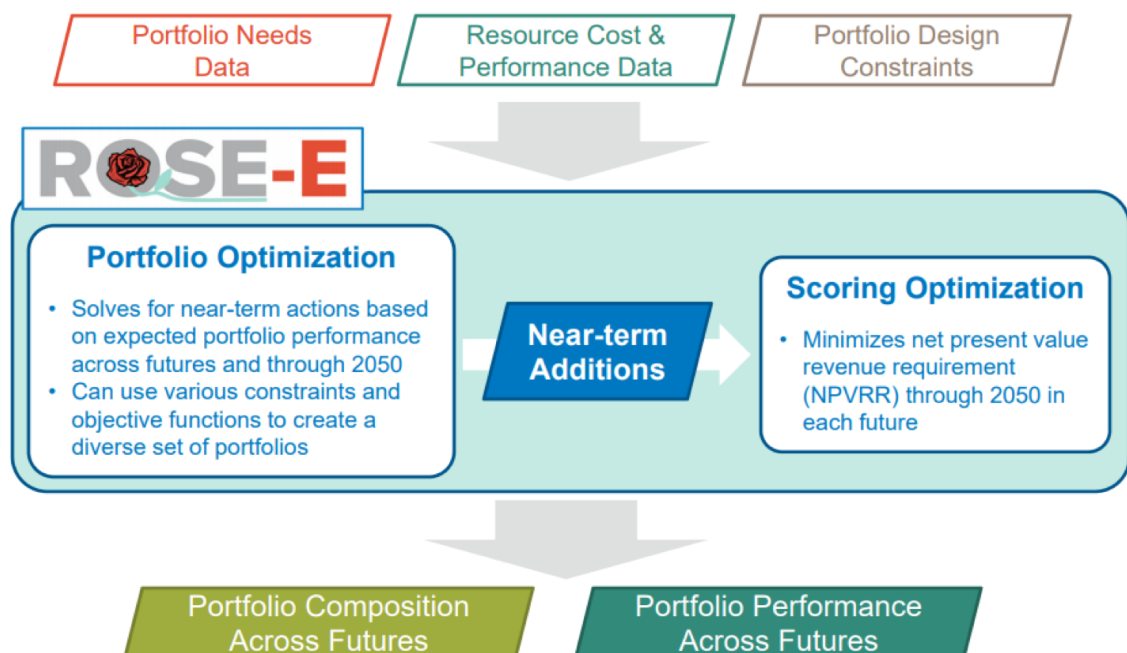 Portfolio Needs
Data
Resource Cost &
Performance Data
Portfolio Design
Constraints
ROSE-E
Portfolio Optimization
• Solves for near-term actions based
on expected portfolio performance
across futures and through 2050
• Can use various constraints and
objective functions to create a
diverse set of portfolios
Near-term
Additions
Scoring Optimization
• Minimizes net present value
revenue requirement
(NPVRR) through 2050 in
each future
Portfolio Composition
Across Futures
Portfolio Performance
Across Futures